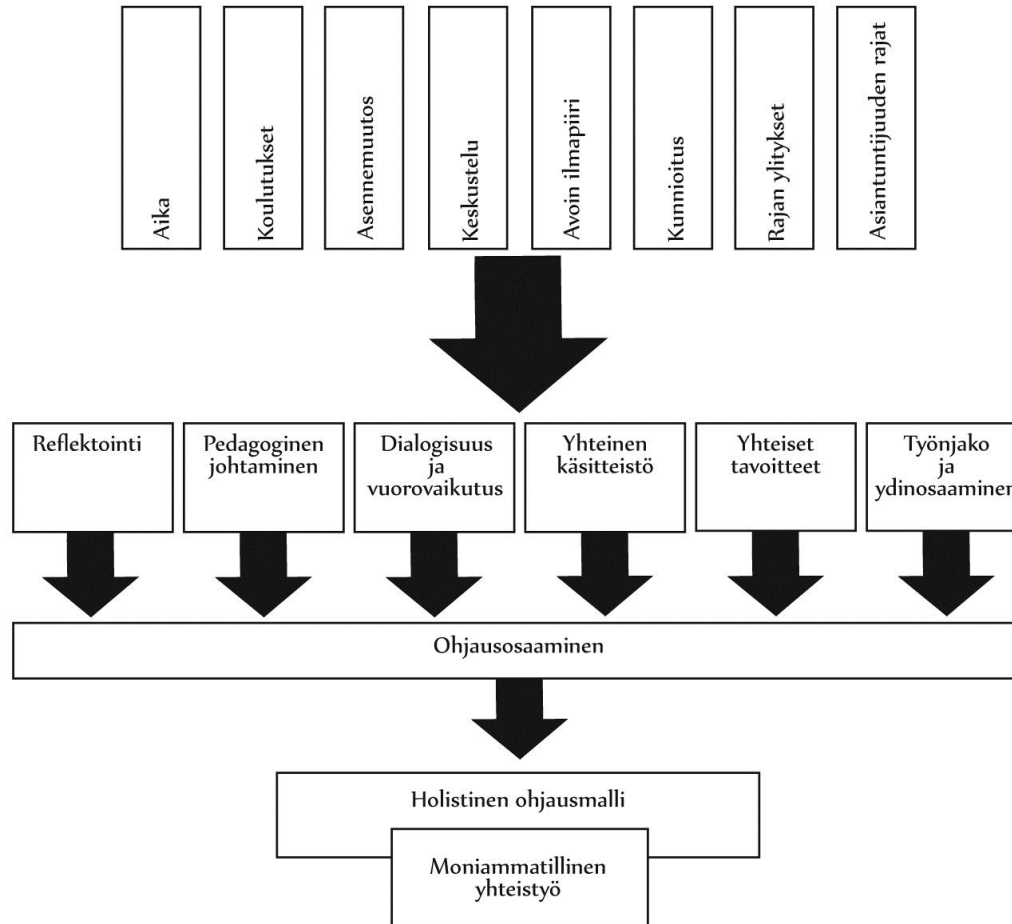 Aika
Koulutukset
Asennemuutos
Keskustelu
Avoin ilmapiiri
Kunnioitus
Rajan ylitykset
Asiantuntijuuden rajat
Reflektointi
Pedagoginen
johtaminen
Dialogisuus
ja
vuorovaikutus
Yhteinen
käsitteistö
Yhteiset
tavoitteet
Työnjako
ja
ydinosaaminen
Ohjausosaaminen
Holistinen ohjausmalli
Moniammatillinen
yhteistyö